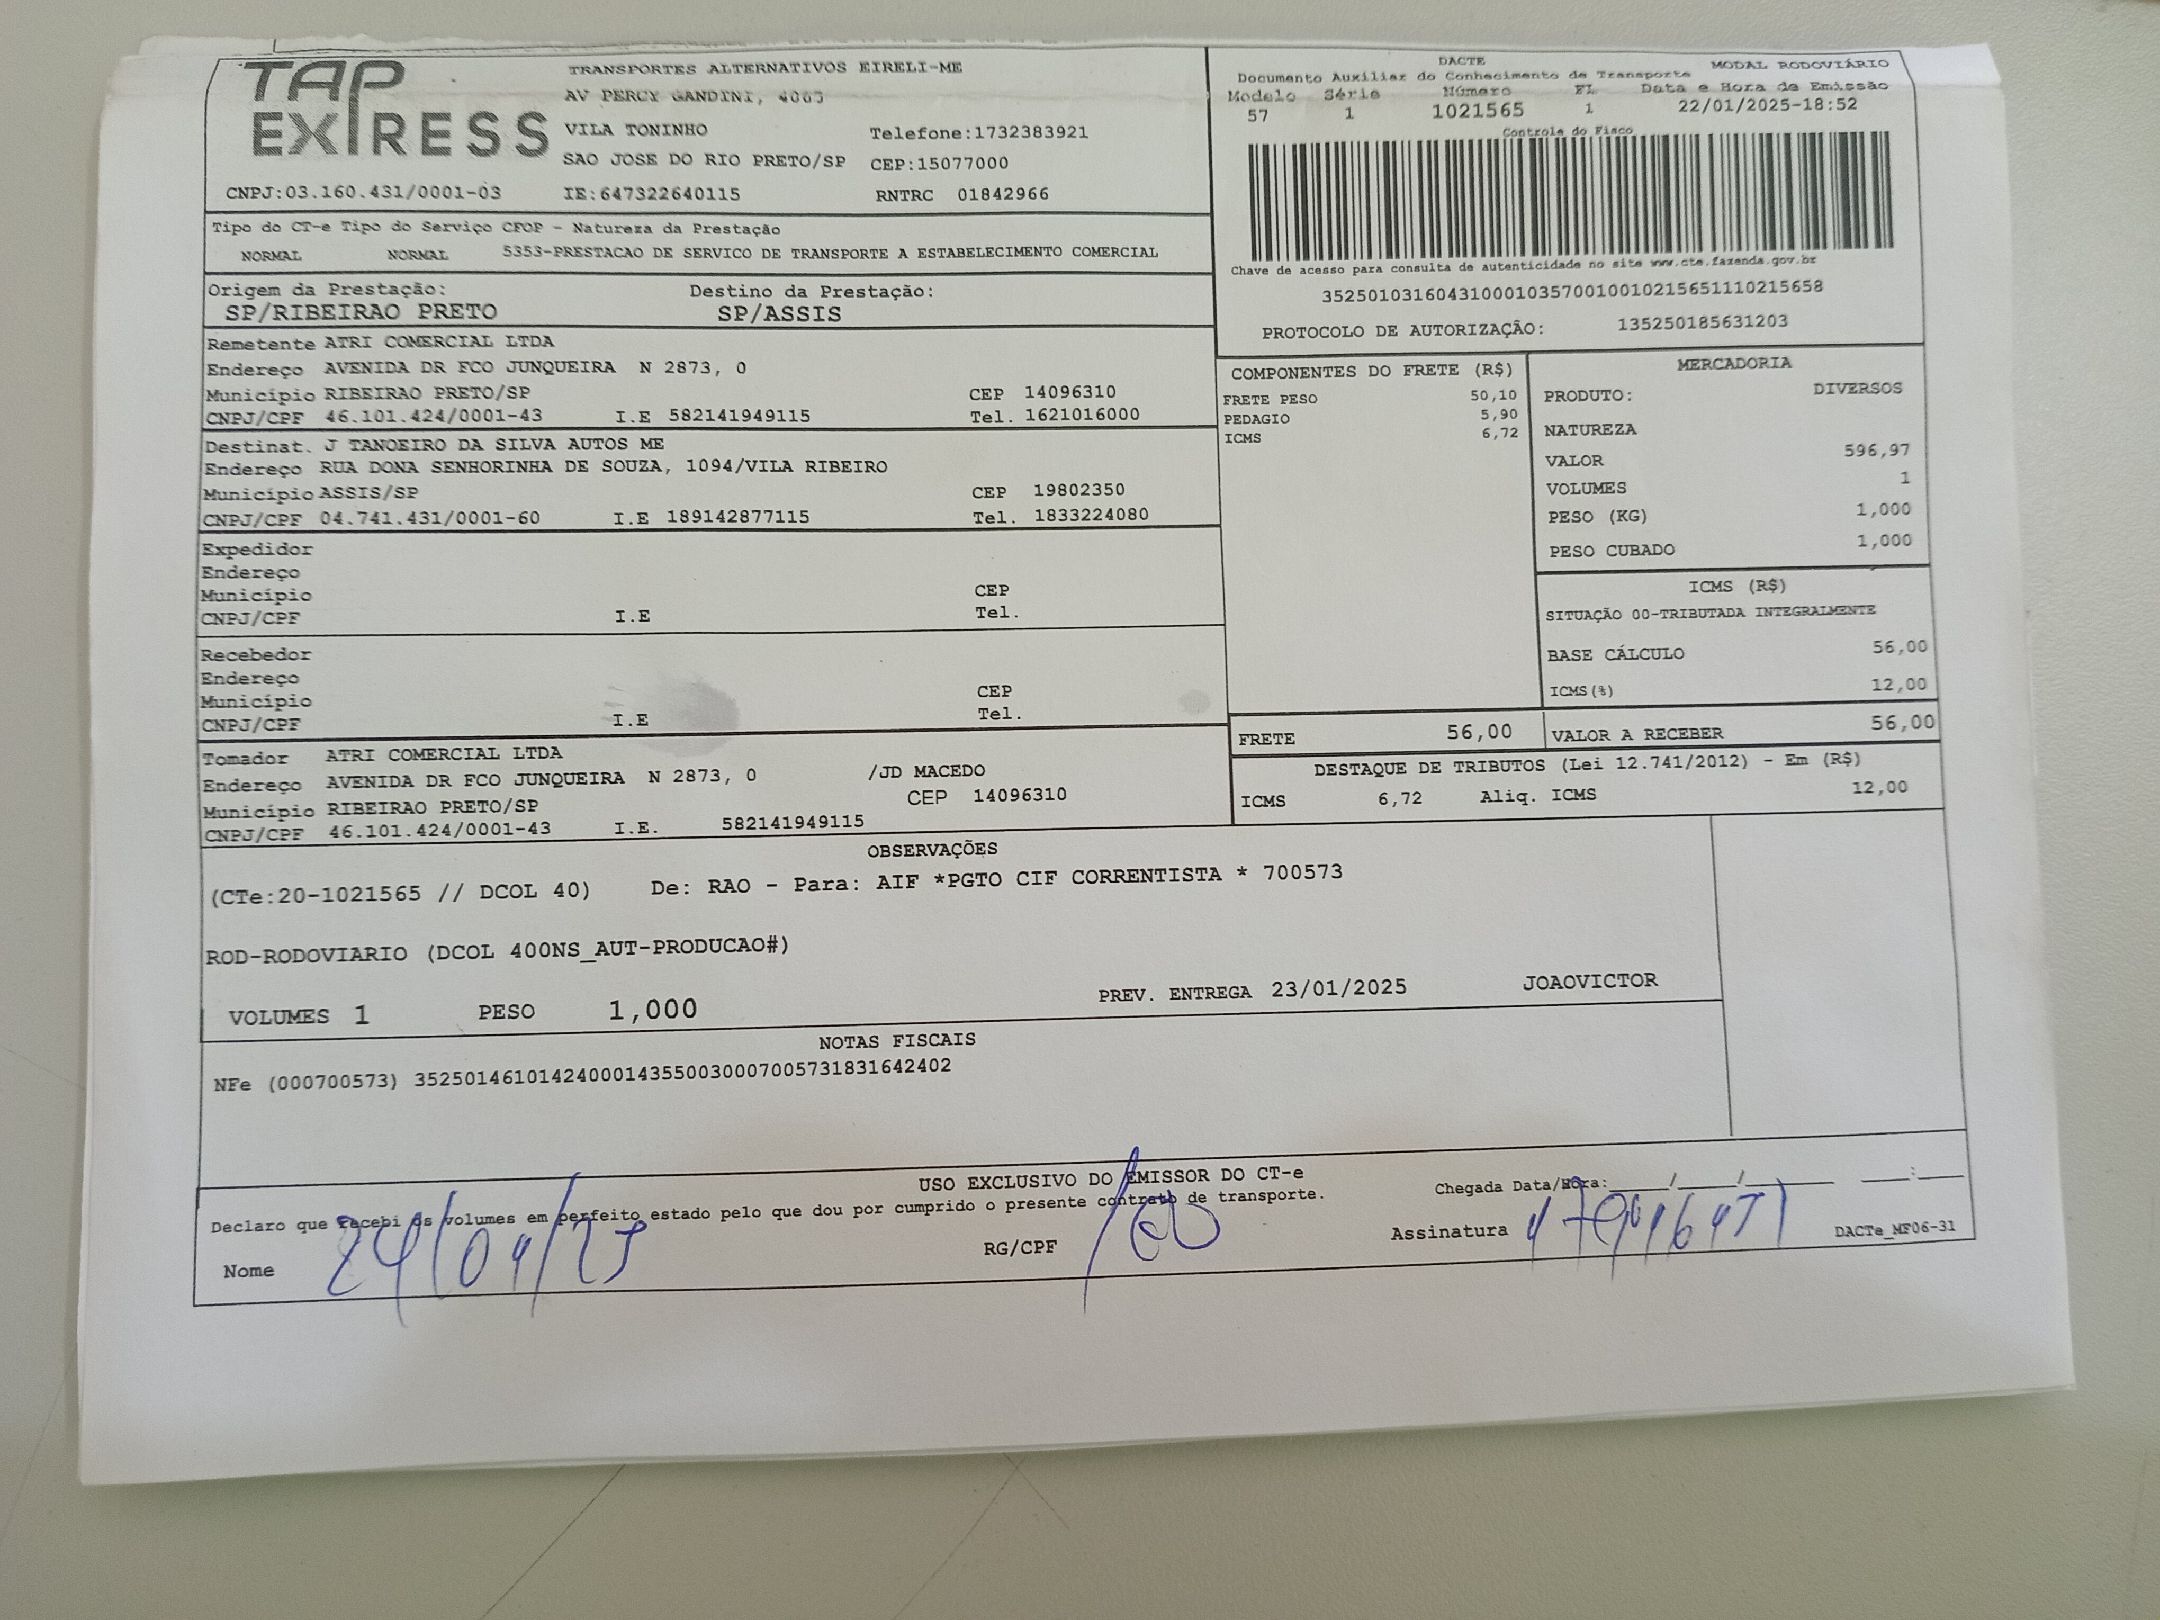 TAP EXPRESS
TRANSPORTES ALTERNATIVOS EIRELI-ME
AV PERCY GANDINI, 4065
VILA TONINHO Telefone:1732383921
SAO JOSE DO RIO PRETO/SP CEP:15077000
CNPJ:03.160.431/0001-03 IE:647322640115 RNTRC 01842966
DACTE MODAL RODOVIÁRIO
Documento Auxiliar do Conhecimento de Transporte
Modelo Série Número FL Data e Hora de Emissão
57 1 1021565 1 22/01/2025-18:52
Controle do Fisco
Chave de acesso para consulta de autenticidade no site www.cte.fazenda.gov.br
35250103160431000103570010010215651110215658
PROTOCOLO DE AUTORIZAÇÃO: 135250185631203
Tipo do CT-e Tipo do Serviço CFOP - Natureza da Prestação
NORMAL NORMAL 5353-PRESTACAO DE SERVICO DE TRANSPORTE A ESTABELECIMENTO COMERCIAL
Origem da Prestação: Destino da Prestação:
SP/RIBEIRAO PRETO SP/ASSIS
Remetente ATRI COMERCIAL LTDA
Endereço AVENIDA DR FCO JUNQUEIRA N 2873, 0
Município RIBEIRAO PRETO/SP CEP 14096310
CNPJ/CPF 46.101.424/0001-43 I.E 582141949115 Tel. 1621016000
Destinat. J TANOEIRO DA SILVA AUTOS ME
Endereço RUA DONA SENHORINHA DE SOUZA, 1094/VILA RIBEIRO
Município ASSIS/SP CEP 19802350
CNPJ/CPF 04.741.431/0001-60 I.E 189142877115 Tel. 1833224080
Expedidor
Endereço
Município CEP
CNPJ/CPF I.E Tel.
Recebedor
Endereço
Município CEP
CNPJ/CPF I.E Tel.
Tomador ATRI COMERCIAL LTDA
Endereço AVENIDA DR FCO JUNQUEIRA N 2873, 0 /JD MACEDO
Município RIBEIRAO PRETO/SP CEP 14096310
CNPJ/CPF 46.101.424/0001-43 I.E. 582141949115
COMPONENTES DO FRETE (R$)
FRETE PESO 50,10
PEDAGIO 5,90
ICMS 6,72
MERCADORIA
PRODUTO: DIVERSOS
NATUREZA
VALOR 596,97
VOLUMES 1
PESO (KG) 1,000
PESO CUBADO 1,000
ICMS (R$)
SITUAÇÃO 00-TRIBUTADA INTEGRALMENTE
BASE CÁLCULO 56,00
ICMS(%) 12,00
FRETE 56,00 VALOR A RECEBER 56,00
DESTAQUE DE TRIBUTOS (Lei 12.741/2012) - Em (R$)
ICMS 6,72 Aliq. ICMS 12,00
OBSERVAÇÕES
(CTe:20-1021565 // DCOL 40) De: RAO - Para: AIF *PGTO CIF CORRENTISTA * 700573
ROD-RODOVIARIO (DCOL 400NS_AUT-PRODUCAO#)
VOLUMES 1 PESO 1,000 PREV. ENTREGA 23/01/2025 JOAOVICTOR
NOTAS FISCAIS
NFe (000700573) 35250146101424000143550030007005731831642402
USO EXCLUSIVO DO EMISSOR DO CT-e
Declaro que recebi os volumes em perfeito estado pelo que dou por cumprido o presente contrato de transporte. Chegada Data/Hora:_____/_____/_______ ____:____
Nome 24/01/25 RG/CPF Assinatura DACTe_MF06-31